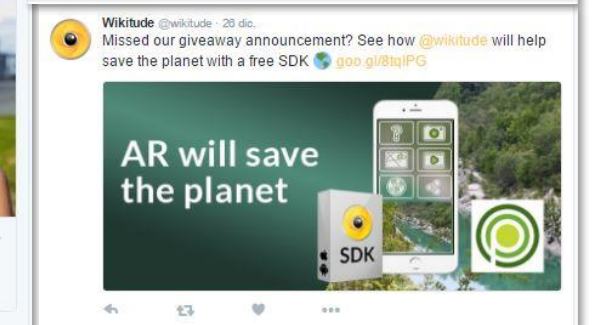 Wikitude @wikitude · 26 dic.
Missed our giveaway announcement? See how @wikitude will help
save the planet with a free SDK 🌎 goo.gl/8tqlPG
AR will save
the planet
SDK